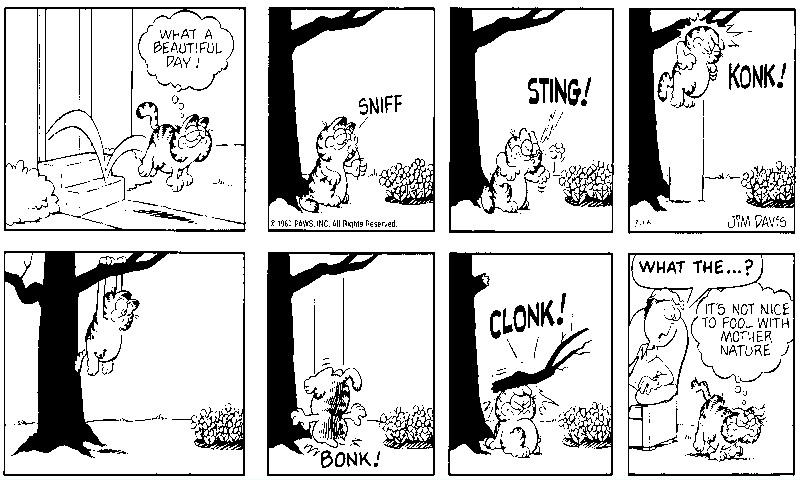 WHAT A
BEAUTIFUL
DAY!
SNIFF
© 1981 PAWS, INC. All Rights Reserved.
STING!
KONK!
JIM DAVIS
BONK!
CLONK!
WHAT THE...?
IT'S NOT NICE
TO FOOL WITH
MOTHER
NATURE